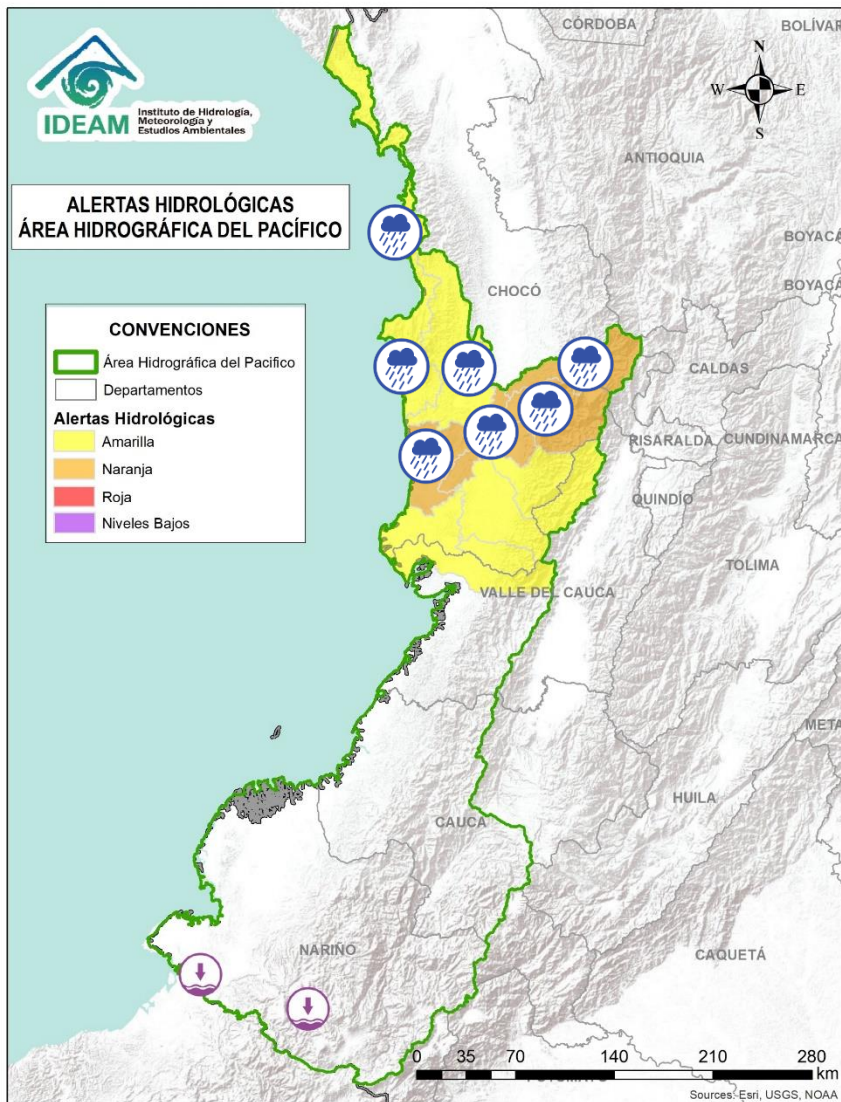 CÓRDOBA
BOLÍVAR
IDEAM
Instituto de Hidrología,
Meteorología y
Estudios Ambientales
N
W
E
S
ANTIOQUIA
ALERTAS HIDROLÓGICAS
ÁREA HIDROGRÁFICA DEL PACÍFICO
BOYACÁ
BOYACÁ
CHOCÓ
CONVENCIONES
Área Hidrográfica del Pacifico
Departamentos
Alertas Hidrológicas
Amarilla
Naranja
Roja
Niveles Bajos
CALDAS
RISARALDA
CUNDINAMARCA
QUINDÍO
TOLIMA
VALLE DEL CAUCA
META
HUILA
CAUCA
NARIÑO
CAQUETÁ
0 35 70 140 210 280
km
Sources: Esri, USGS, NOAA